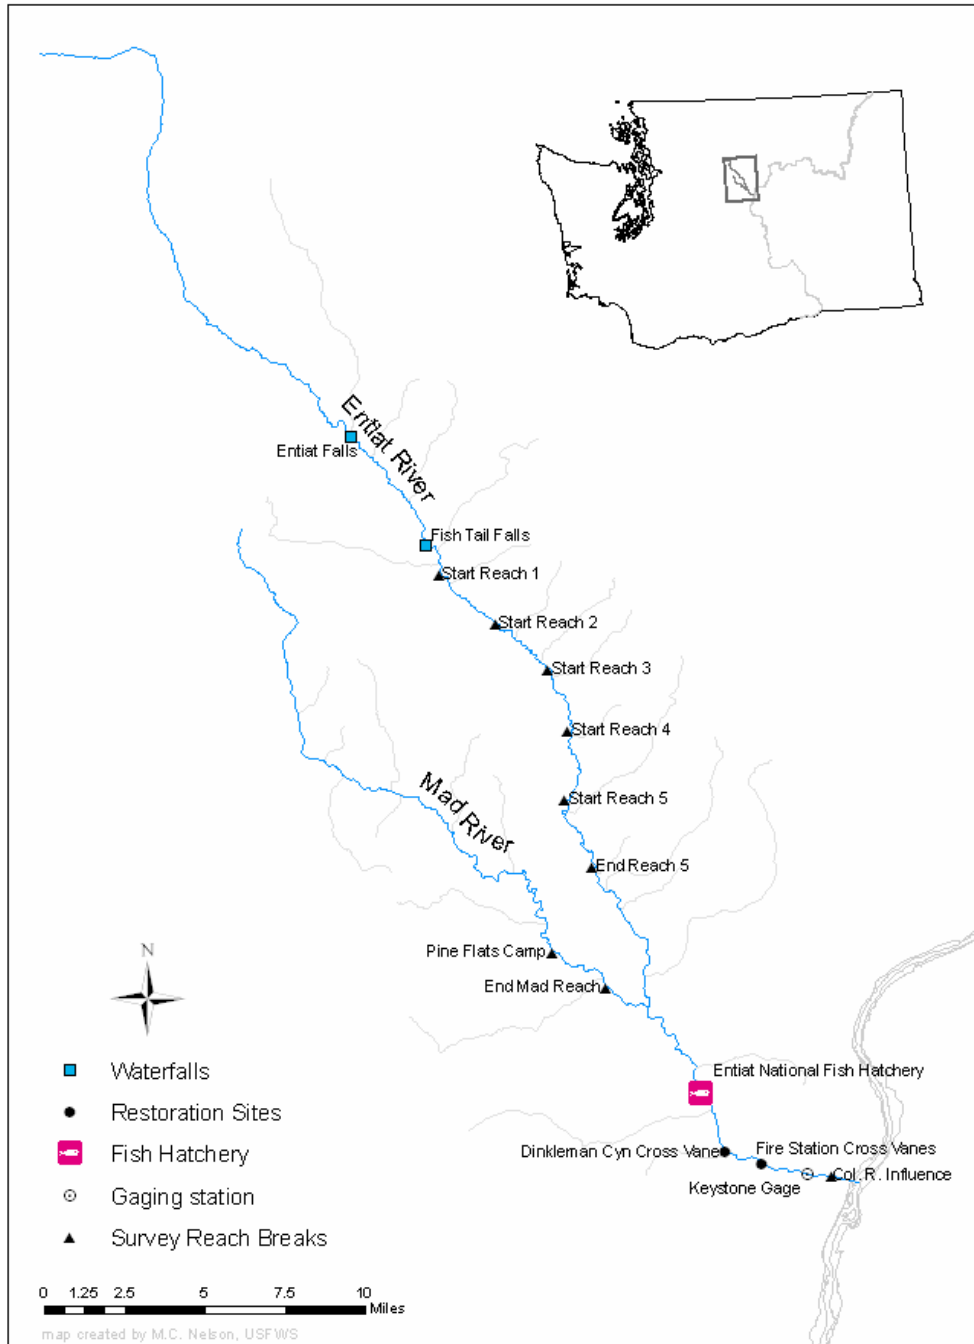 Entiat River
Entiat Falls
Fish Tail Falls
Start Reach 1
Start Reach 2
Start Reach 3
Start Reach 4
Mad River
Start Reach 5
End Reach 5
Pine Flats Camp
End Mad Reach
N
Waterfalls
Restoration Sites
Fish Hatchery
Gaging station
Survey Reach Breaks
Entiat National Fish Hatchery
Dinkleman Cyn Cross Vane
Fire Station Cross Vanes
Keystone Gage
Col. R. Influence
0 1.25 2.5 5 7.5 10
Miles
map created by M.C. Nelson, USFWS